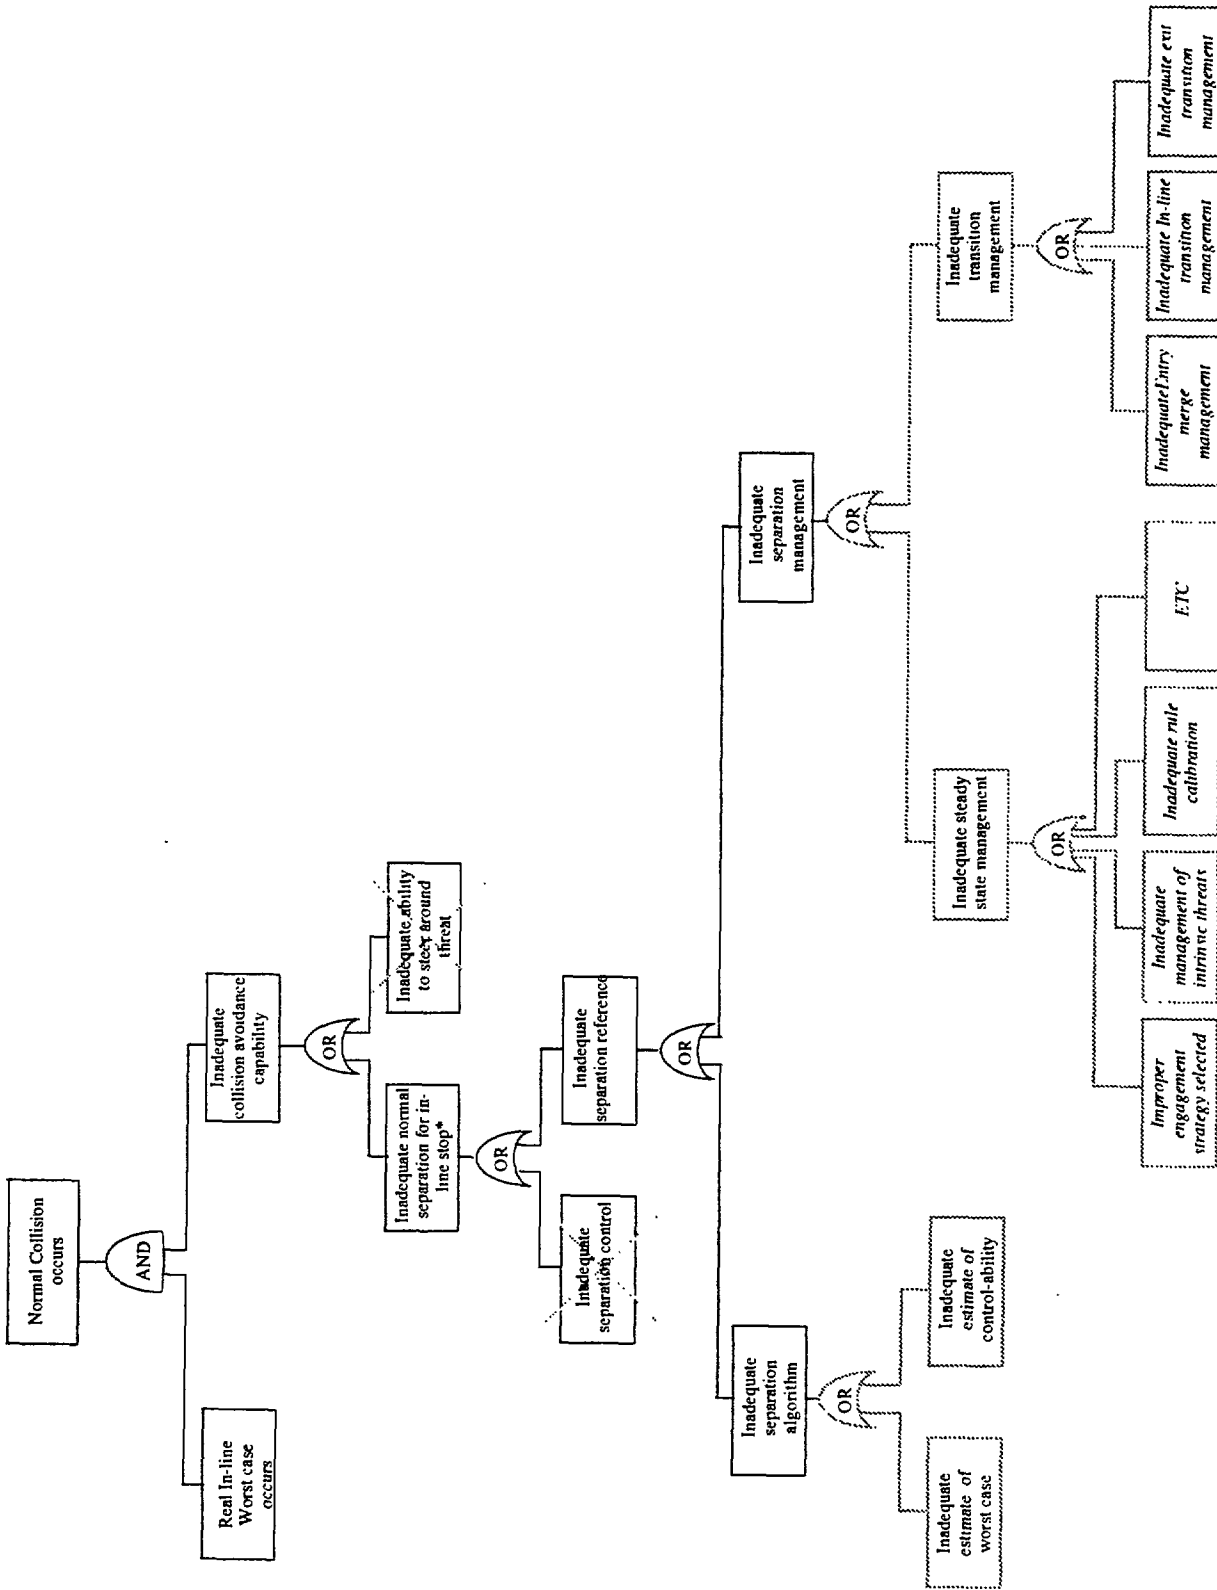 Normal Collision
occurs
AND
Real In-line
Worst case
occurs
Inadequate
collision avoidance
capability
OR
Inadequate normal
separation for in-
line stop*
Inadequate ability
to steer around
threat
OR
Inadequate
separation control
Inadequate
separation reference
OR
Inadequate
separation
algorithm
Inadequate
separation
management
OR
OR
Inadequate
estimate of
worst case
Inadequate
estimate of
control-ability
Inadequate steady
state management
Inadequate
transition
management
OR
OR
Improper
engagement
strategy selected
Inadequate
management of
intrinsic threats
Inadequate rule
calibration
ETC
Inadequate Entry
merge
management
Inadequate In-line
transition
management
Inadequate exit
transition
management